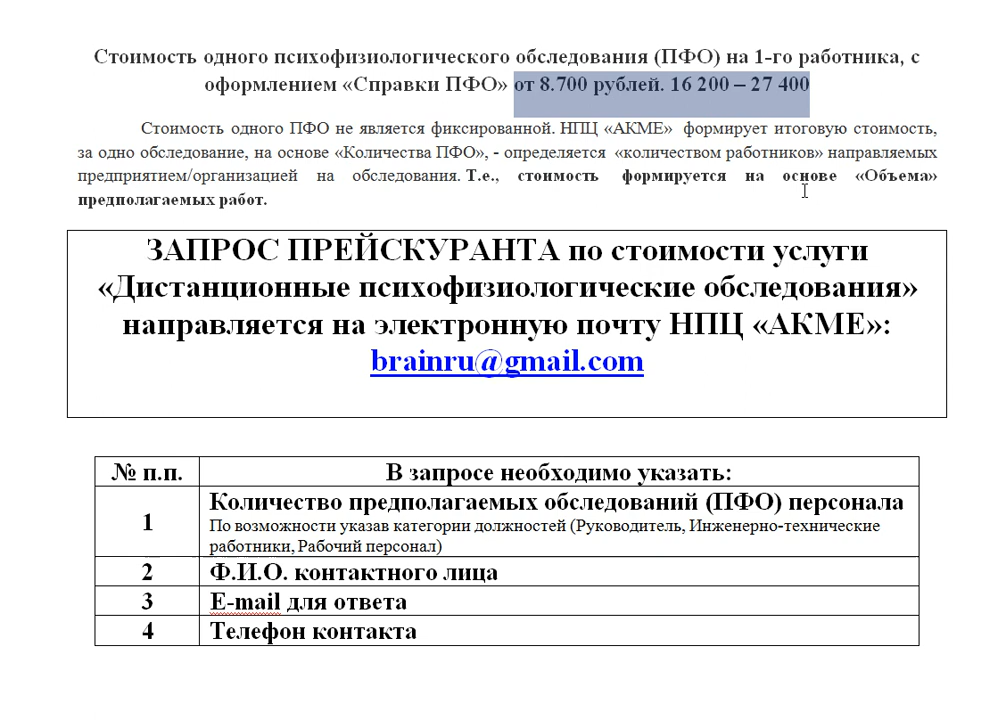 Стоимость одного психофизиологического обследования (ПФО) на 1-го работника, с
оформлением «Справки ПФО» от 8.700 рублей. 16 200 – 27 400
Стоимость одного ПФО не является фиксированной. НПЦ «АКМЕ» формирует итоговую стоимость,
за одно обследование, на основе «Количества ПФО», - определяется «количеством работников» направляемых
предприятием/организацией на обследования. Т.е., стоимость формируется на основе «Объема»
предполагаемых работ.
ЗАПРОС ПРЕЙСКУРАНТА по стоимости услуги
«Дистанционные психофизиологические обследования»
направляется на электронную почту НПЦ «АКМЕ»:
brainru@gmail.com
№ п.п. В запросе необходимо указать:
1 Количество предполагаемых обследований (ПФО) персонала
По возможности указав категории должностей (Руководитель, Инженерно-технические
работники, Рабочий персонал)
2 Ф.И.О. контактного лица
3 E-mail для ответа
4 Телефон контакта